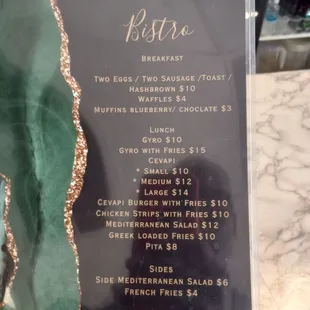 Bistro
Breakfast
Two Eggs / Two Sausage /Toast /
Hashbrown $10
Waffles $4
Muffins blueberry/ choclate $3
Lunch
Gyro $10
Gyro with Fries $15
Cevapi
* Small $10
* Medium $12
* Large $14
Cevapi Burger with Fries $10
Chicken Strips with Fries $10
Mediterranean Salad $12
Greek Loaded Fries $10
Pita $8
Sides
Side Mediterranean Salad $6
French Fries $4